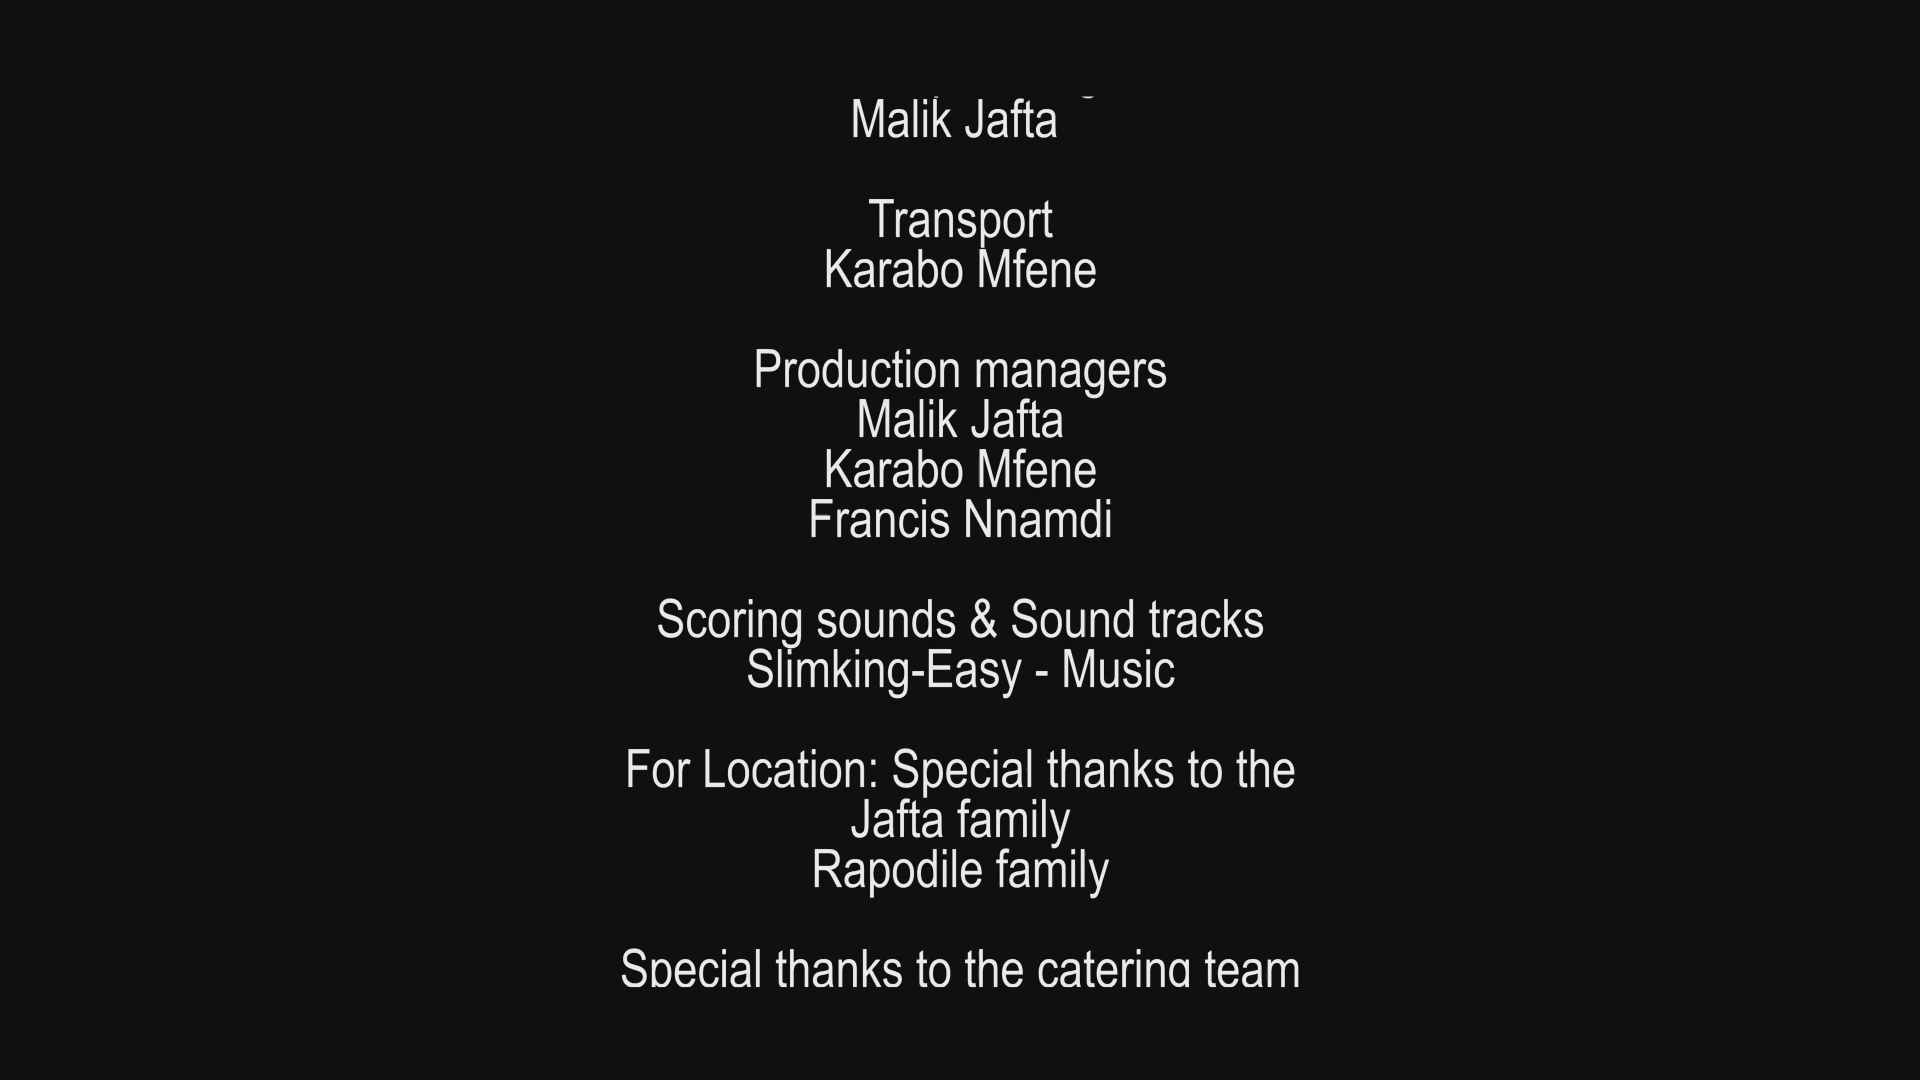 Malik Jafta
Transport
Karabo Mfene
Production managers
Malik Jafta
Karabo Mfene
Francis Nnamdi
Scoring sounds & Sound tracks
Slimking-Easy - Music
For Location: Special thanks to the
Jafta family
Rapodile family
Special thanks to the catering team